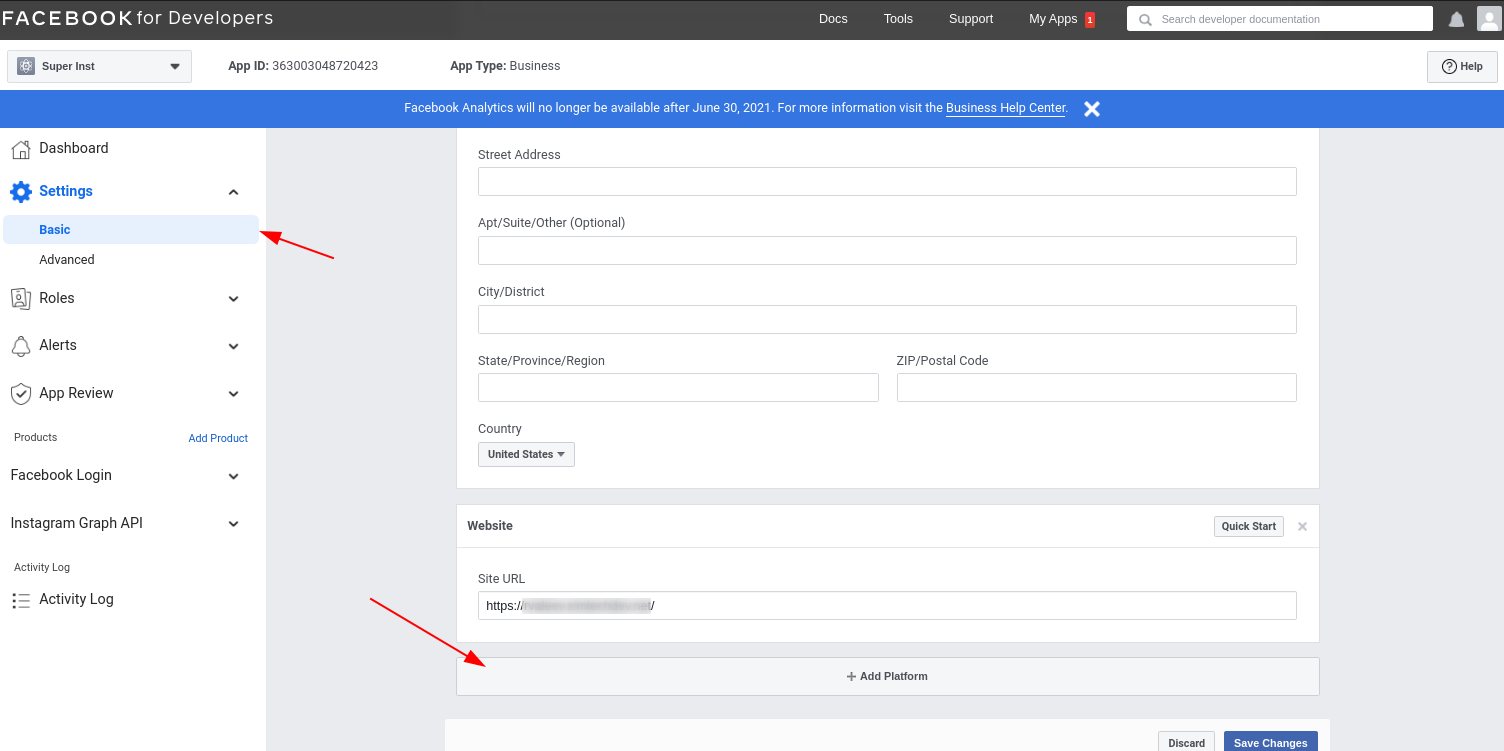 FACEBOOK for Developers
Docs
Tools
Support
My Apps
1
Search developer documentation
Super Inst
App ID: 363003048720423
App Type: Business
Help
Facebook Analytics will no longer be available after June 30, 2021. For more information visit the Business Help Center.
Dashboard
Settings
Basic
Advanced
Roles
Alerts
App Review
Products
Add Product
Facebook Login
Instagram Graph API
Activity Log
Activity Log
Street Address
Apt/Suite/Other (Optional)
City/District
State/Province/Region
ZIP/Postal Code
Country
United States
Website
Quick Start
Site URL
https:// /
Add Platform
Discard
Save Changes